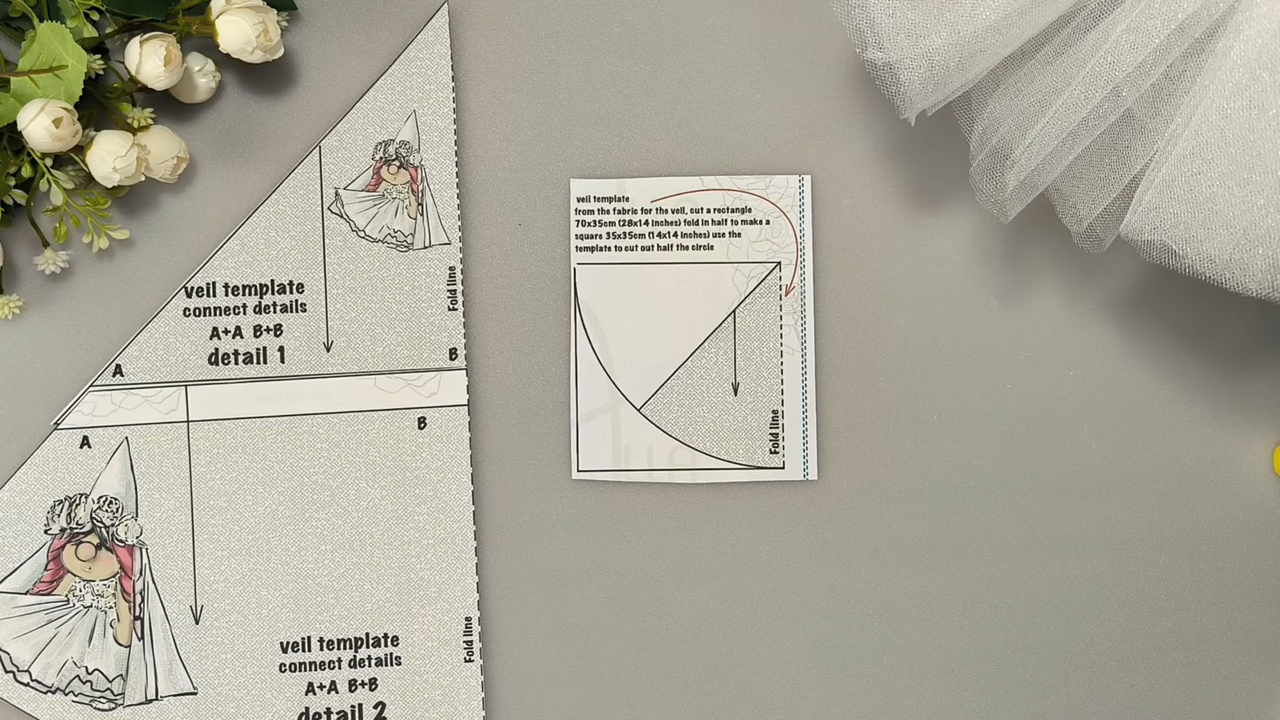 veil template
connect details
A+A B+B
detail 1
Fold line
A
B
A
B
veil template
connect details
A+A B+B
detail 2
Fold line
veil template
from the fabric for the veil, cut a rectangle
70x35cm (28x14 inches) fold in half to make a
square 35x35cm (14x14 inches) use the
template to cut out half the circle
Fold line